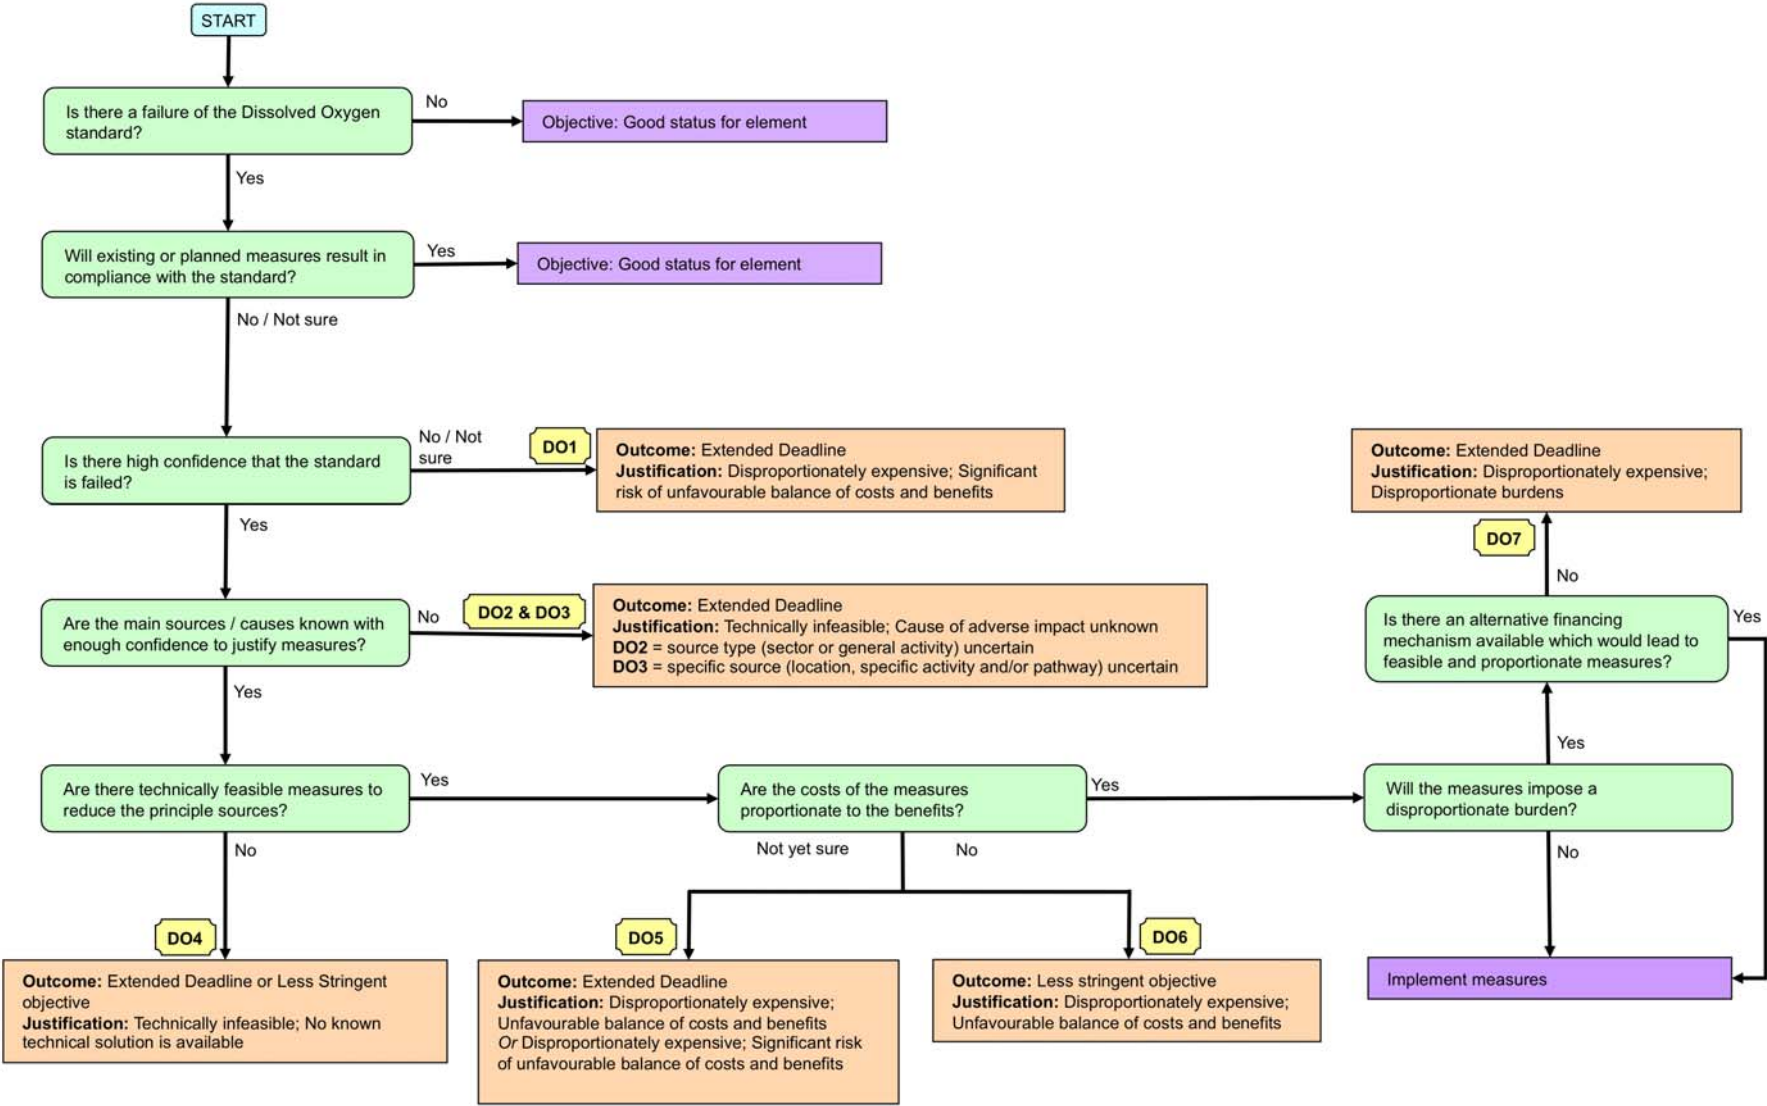 START
Is there a failure of the Dissolved Oxygen
standard?
No
Objective: Good status for element
Yes
Will existing or planned measures result in
compliance with the standard?
Yes
Objective: Good status for element
No / Not sure
Is there high confidence that the standard
is failed?
No / Not
sure
DO1
Outcome: Extended Deadline
Justification: Disproportionately expensive; Significant
risk of unfavourable balance of costs and benefits
Yes
Are the main sources / causes known with
enough confidence to justify measures?
No
DO2 & DO3
Outcome: Extended Deadline
Justification: Technically infeasible; Cause of adverse impact unknown
DO2 = source type (sector or general activity) uncertain
DO3 = specific source (location, specific activity and/or pathway) uncertain
Yes
Are there technically feasible measures to
reduce the principle sources?
Yes
Are the costs of the measures
proportionate to the benefits?
Yes
Will the measures impose a
disproportionate burden?
Yes
Is there an alternative financing
mechanism available which would lead to
feasible and proportionate measures?
Yes
No
DO7
Outcome: Extended Deadline
Justification: Disproportionately expensive;
Disproportionate burdens
No
DO4
Outcome: Extended Deadline or Less Stringent
objective
Justification: Technically infeasible; No known
technical solution is available
Not yet sure
No
DO5
Outcome: Extended Deadline
Justification: Disproportionately expensive;
Unfavourable balance of costs and benefits
Or Disproportionately expensive; Significant risk
of unfavourable balance of costs and benefits
DO6
Outcome: Less stringent objective
Justification: Disproportionately expensive;
Unfavourable balance of costs and benefits
No
Implement measures